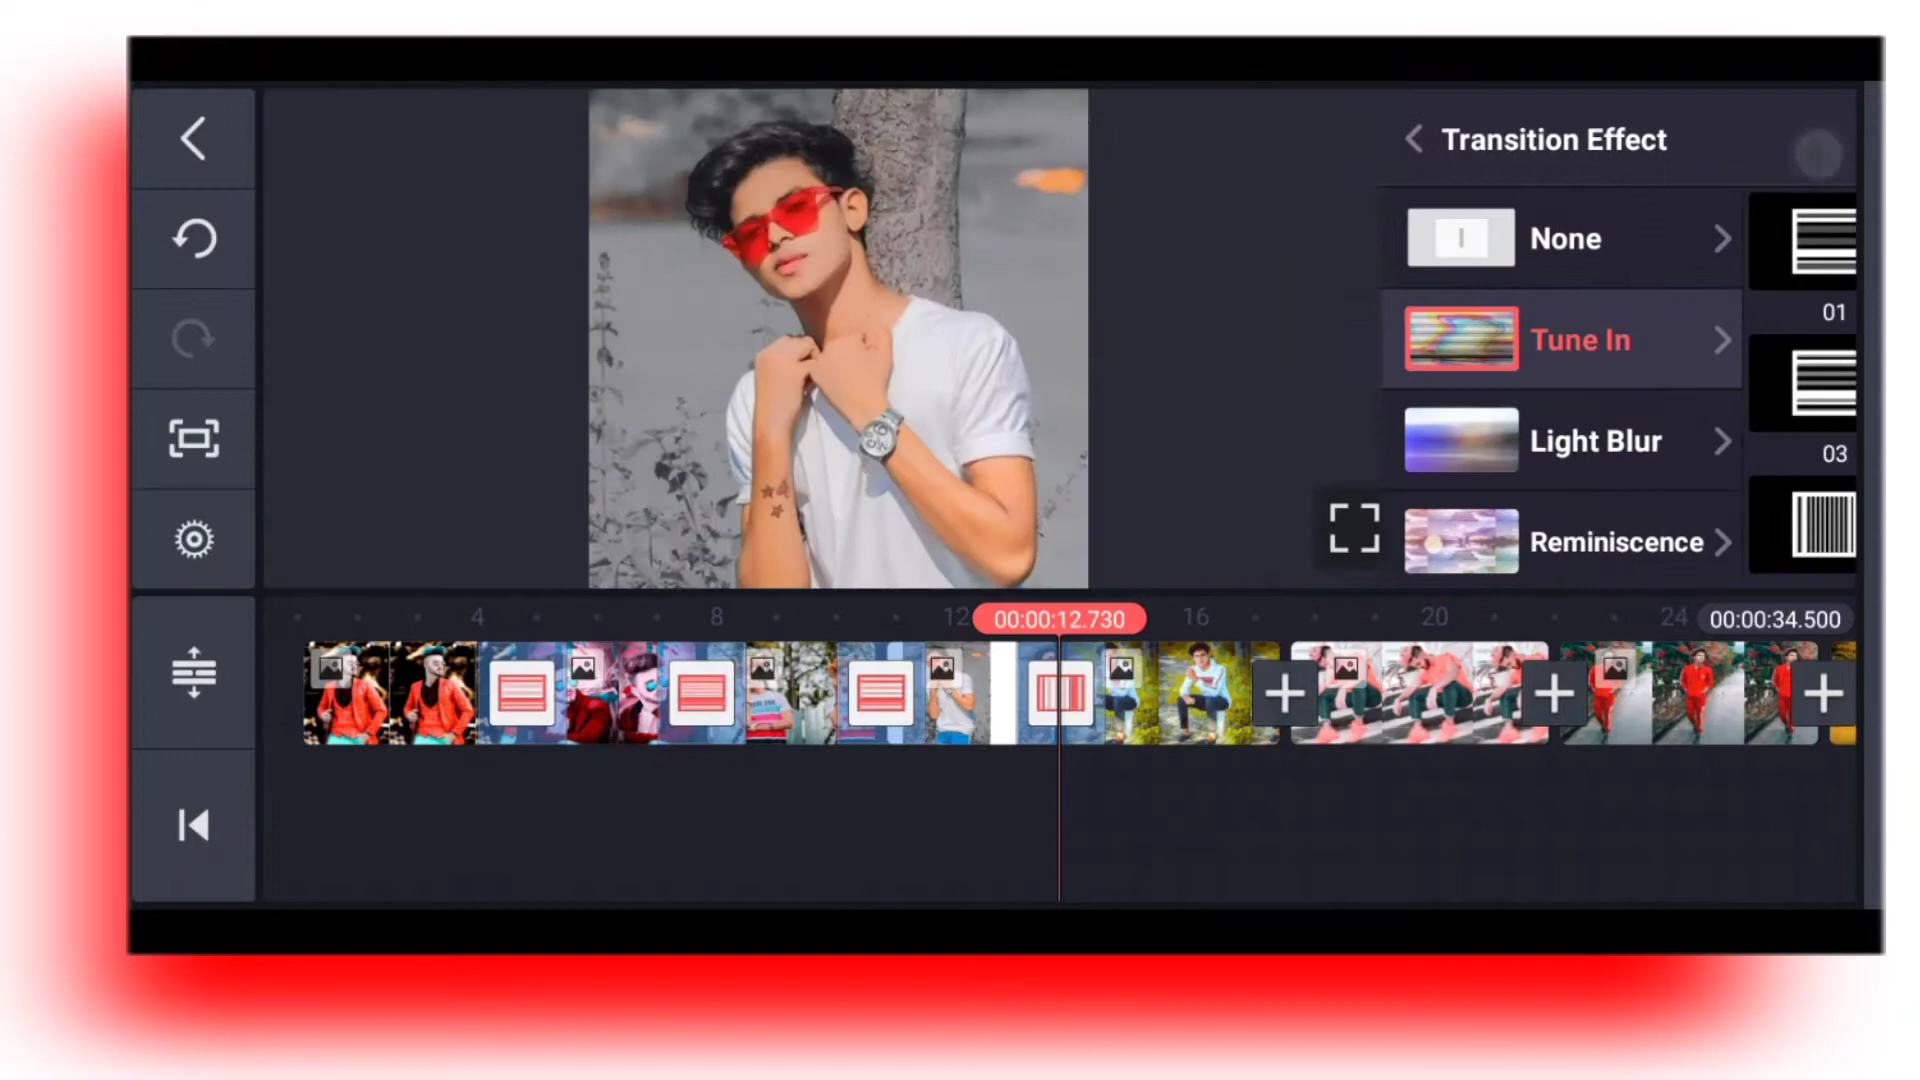 Transition Effect
None
01
Tune In
03
Light Blur
Reminiscence
4
8
12
00:00:12.730
16
20
24
00:00:34.500